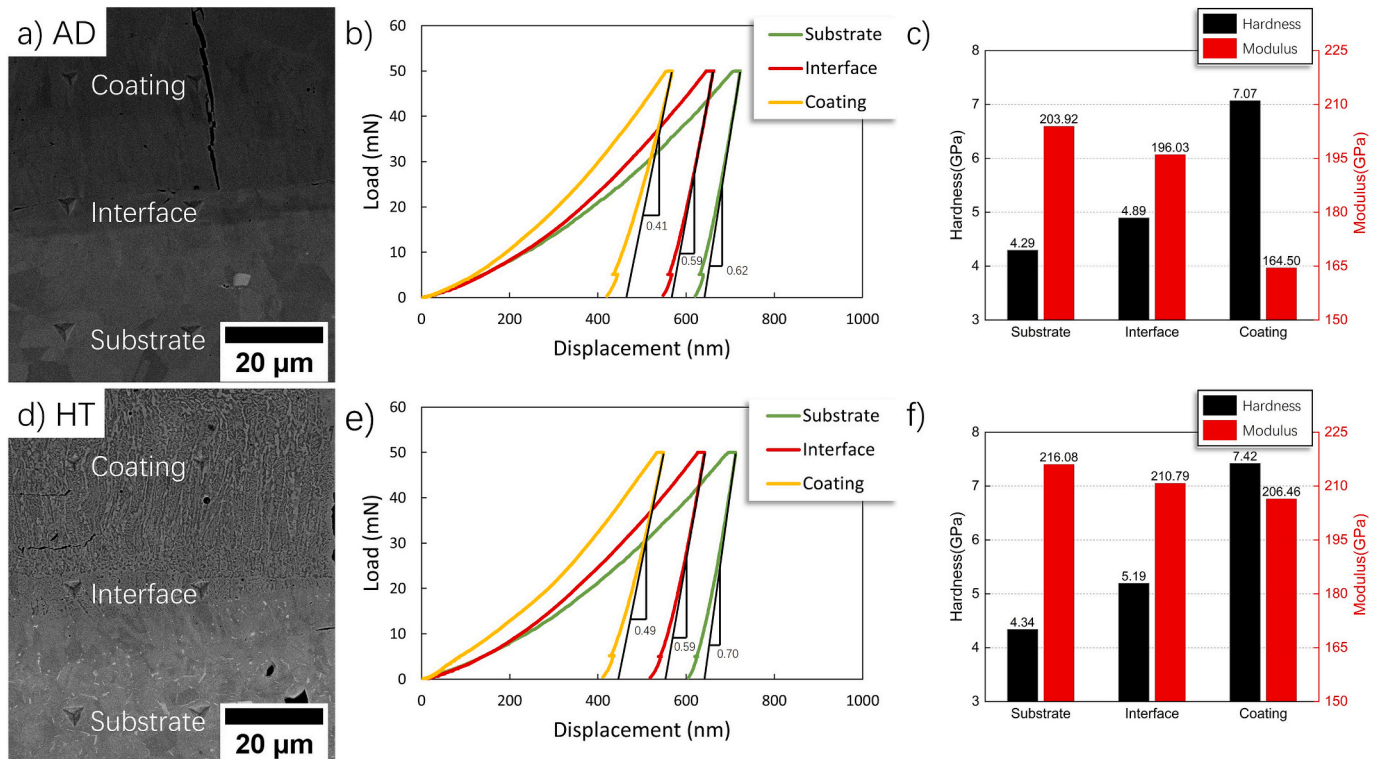 a) AD
Coating
Interface
Substrate
20 µm
b)
60
50
40
30
20
10
0
Load (mN)
0 200 400 600 800 1000
Displacement (nm)
Substrate
Interface
Coating
0.41
0.59
0.62
c)
Hardness
Modulus
8
7
6
5
4
3
Hardness(GPa)
225
210
195
180
165
150
Modulus(GPa)
4.29
203.92
4.89
196.03
7.07
164.50
Substrate Interface Coating
d) HT
Coating
Interface
Substrate
20 µm
e)
60
50
40
30
20
10
0
Load (mN)
0 200 400 600 800 1000
Displacement (nm)
Substrate
Interface
Coating
0.49
0.59
0.70
f)
Hardness
Modulus
8
7
6
5
4
3
Hardness(GPa)
225
210
195
180
165
150
Modulus(GPa)
4.34
216.08
5.19
210.79
7.42
206.46
Substrate Interface Coating